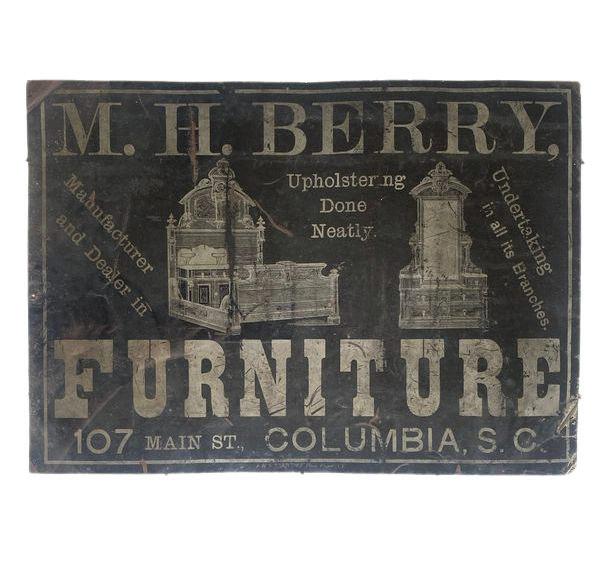 M. H. BERRY,
Manufacturer
and Dealer in
Upholstering
Done
Neatly.
Undertaking
in all its Branches.
FURNITURE
107 MAIN ST., COLUMBIA, S. C.